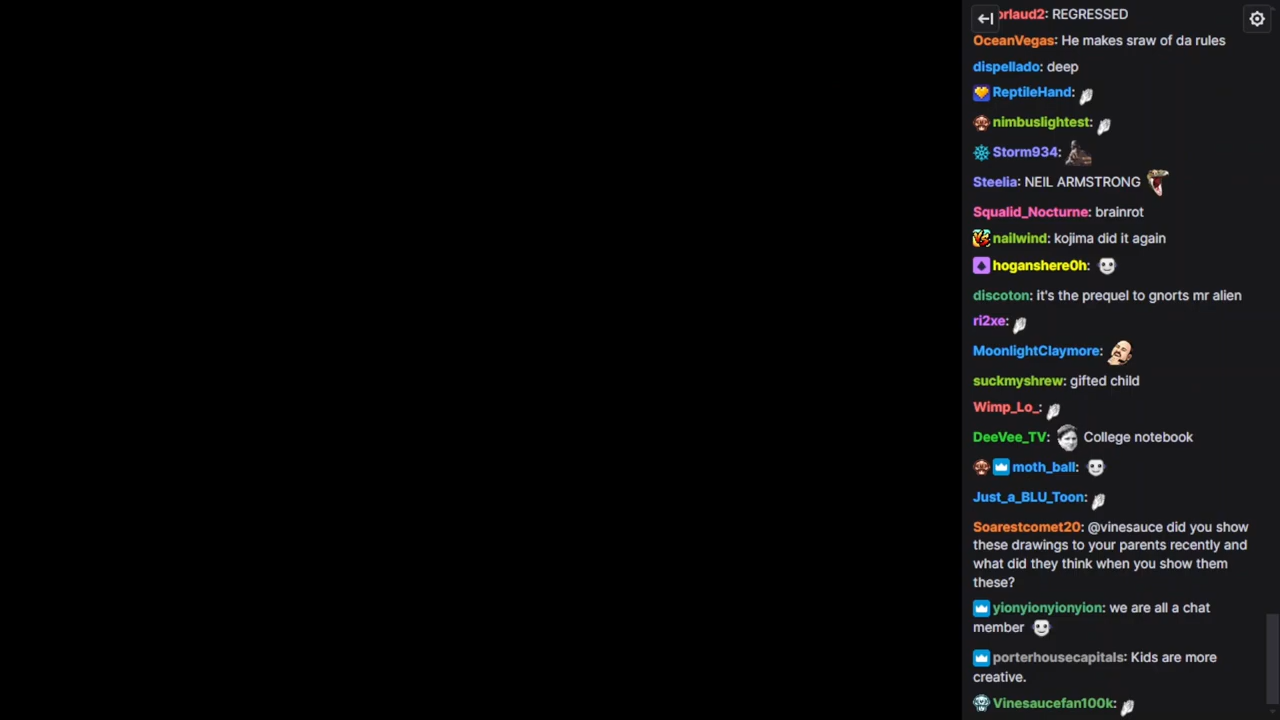 orlaud2: REGRESSED
OceanVegas: He makes sraw of da rules
dispellado: deep
ReptileHand:
nimbuslightest:
Storm934:
Steelia: NEIL ARMSTRONG
Squalid_Nocturne: brainrot
nailwind: kojima did it again
hoganshere0h:
discoton: it's the prequel to gnorts mr alien
ri2xe:
MoonlightClaymore:
suckmyshrew: gifted child
Wimp_Lo_:
DeeVee_TV: College notebook
moth_ball:
Just_a_BLU_Toon:
Soarestcomet20: @vinesauce did you show
these drawings to your parents recently and
what did they think when you show them
these?
yionyionyionyion: we are all a chat
member
porterhousecapitals: Kids are more
creative.
Vinesaucefan100k: